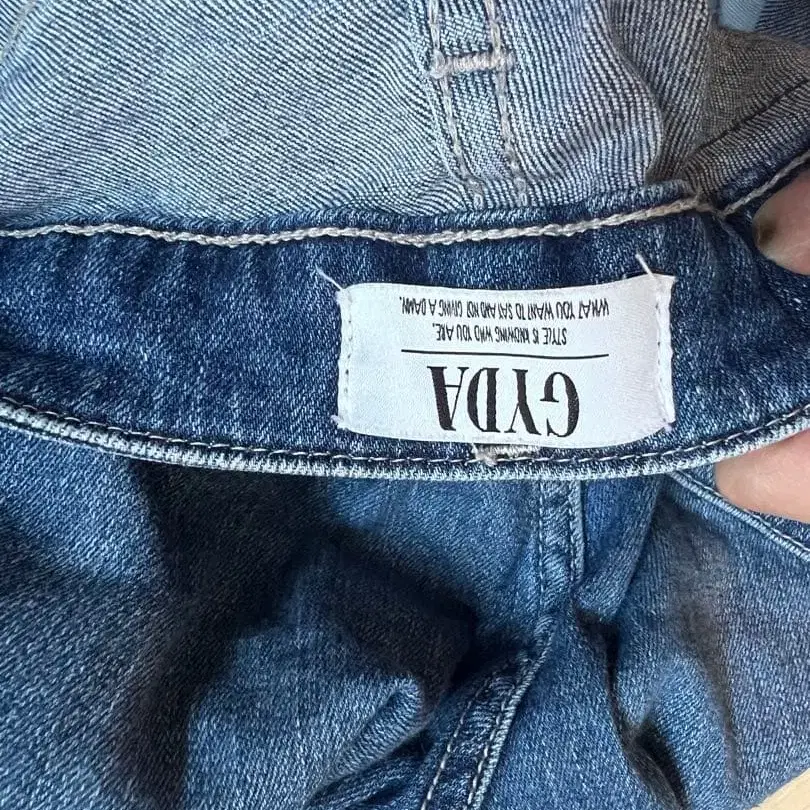 GYDA
STYLE IS KNOWING WHO YOU ARE.
WHAT YOU WANT TO SAY AND NOT GIVING A DAMN.